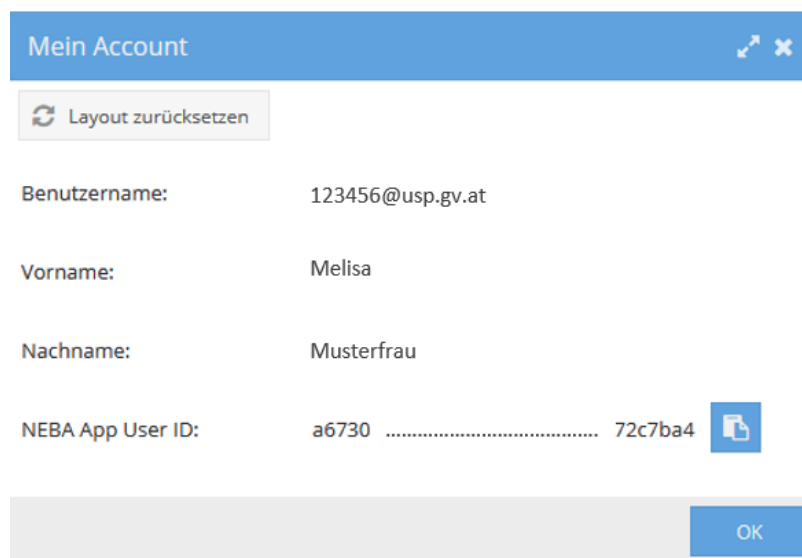 Mein Account
Layout zurücksetzen
Benutzername: 123456@usp.gv.at
Vorname: Melisa
Nachname: Musterfrau
NEBA App User ID: a6730 ........................................ 72c7ba4
OK